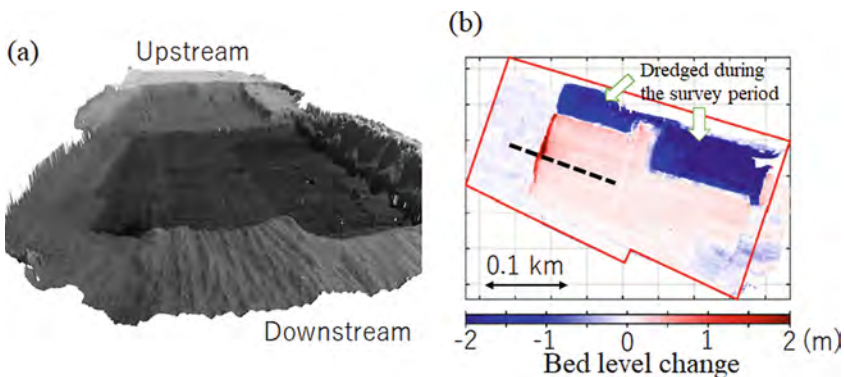 (a)
Upstream
Downstream
(b)
Dredged during
the survey period
0.1 km
-2 -1 0 1 2 (m)
Bed level change